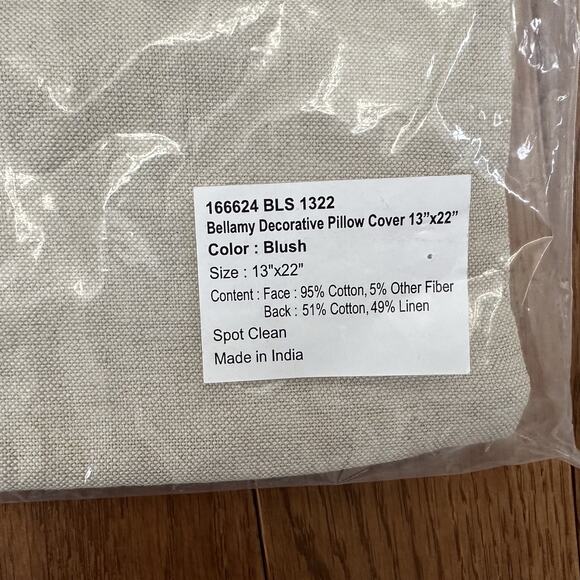 166624 BLS 1322
Bellamy Decorative Pillow Cover 13”x22”
Color : Blush
Size : 13"x22"
Content : Face : 95% Cotton, 5% Other Fiber
Back : 51% Cotton, 49% Linen
Spot Clean
Made in India